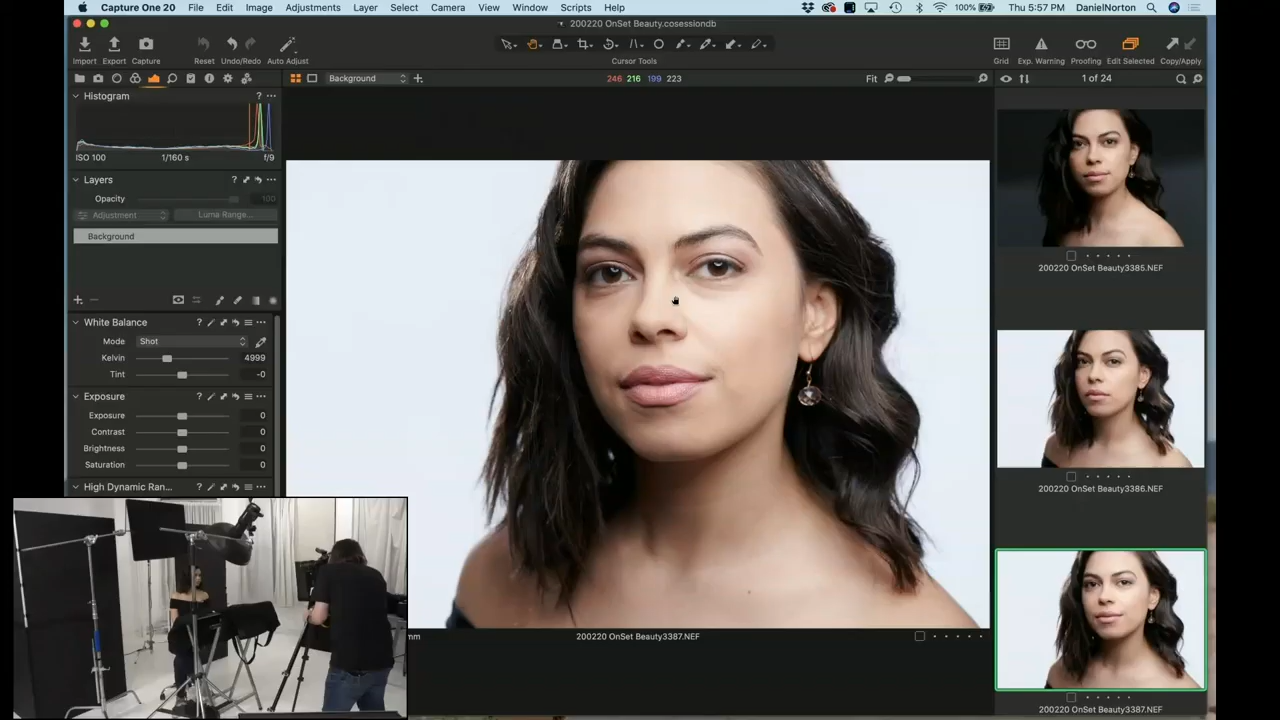 Capture One 20 File Edit Image Adjustments Layer Select Camera View Window Scripts Help 100% Thu 5:57 PM DanielNorton
200220 OnSet Beauty.cosessiondb
Import Export Capture Reset Undo/Redo Auto Adjust Cursor Tools Grid Exp. Warning Proofing Edit Selected Copy/Apply
Background 246 216 199 223 Fit 1 of 24
Histogram ?
ISO 100 1/160 s f/9
Layers ?
Opacity 100
Adjustment Luma Range...
Background
White Balance ?
Mode Shot
Kelvin 4999
Tint -0
Exposure ?
Exposure 0
Contrast 0
Brightness 0
Saturation 0
High Dynamic Ran... ?
mm 200220 OnSet Beauty3387.NEF
200220 OnSet Beauty3385.NEF
200220 OnSet Beauty3386.NEF
200220 OnSet Beauty3387.NEF